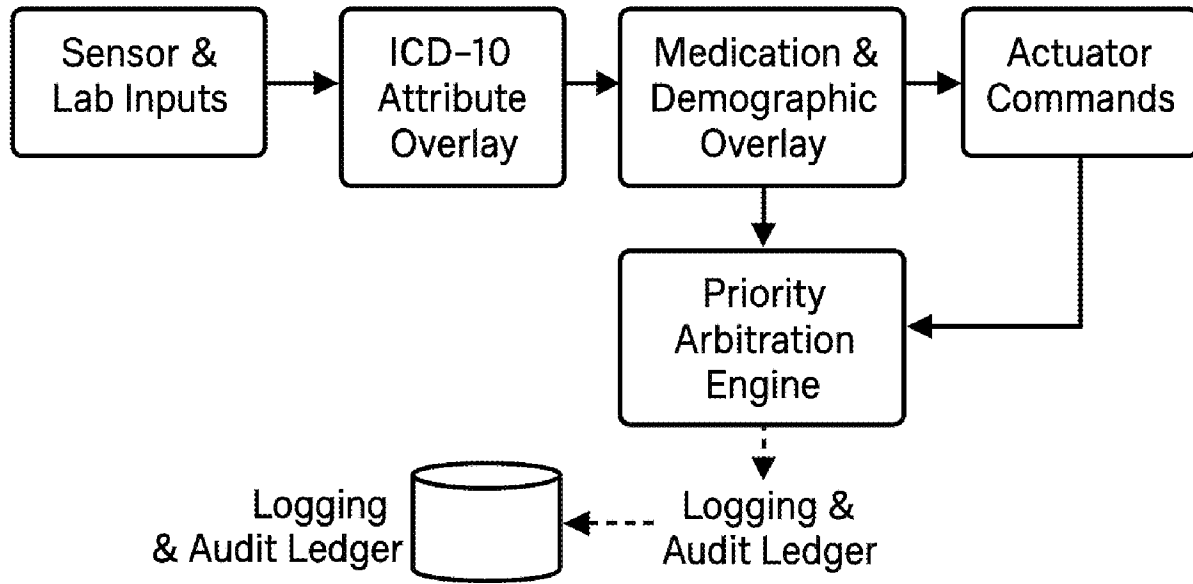 Sensor &
Lab Inputs
ICD-10
Attribute
Overlay
Medication &
Demographic
Overlay
Actuator
Commands
Priority
Arbitration
Engine
Logging
& Audit Ledger
Logging &
Audit Ledger